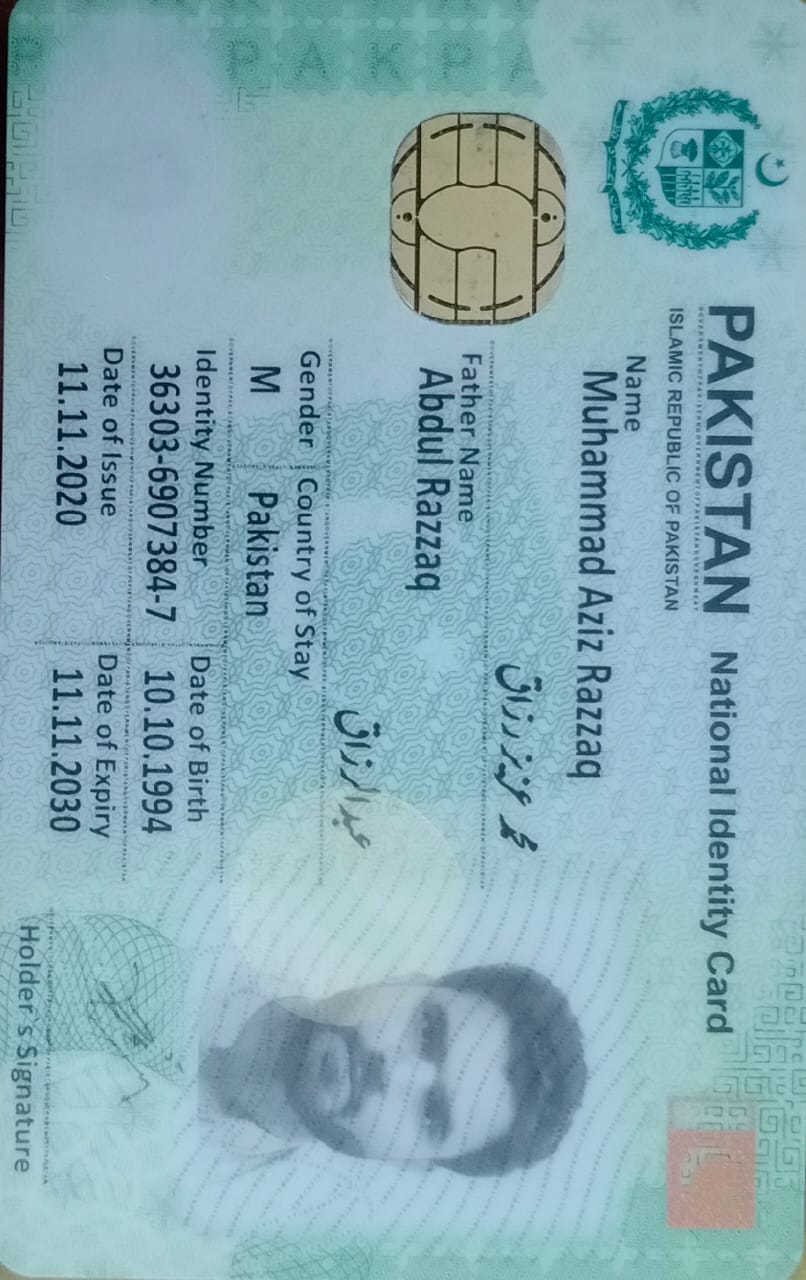 PAKISTAN National Identity Card
ISLAMIC REPUBLIC OF PAKISTAN
Name
Muhammad Aziz Razzaq
محمد عزیز رزاق
Father Name
Abdul Razzaq
عبدالرزاق
Gender Country of Stay
M Pakistan
Identity Number Date of Birth
36303-6907384-7 10.10.1994
Date of Issue Date of Expiry
11.11.2020 11.11.2030
Holder`s Signature